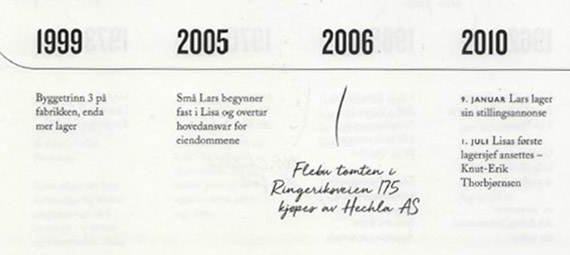 1999
Byggetrinn 3 på
fabrikken, enda
mer lager
2005
Små Lars begynner
fast i Lisa og overtar
hovedansvar for
eiendommene
2006
Flebu tomten i
Ringeriksveien 175
kjøpes av Hechla AS
2010
9. JANUAR Lars lager
sin stillingsannonse
1. JULI Lisas første
lagersjef ansettes –
Knut-Erik
Thorbjørnsen